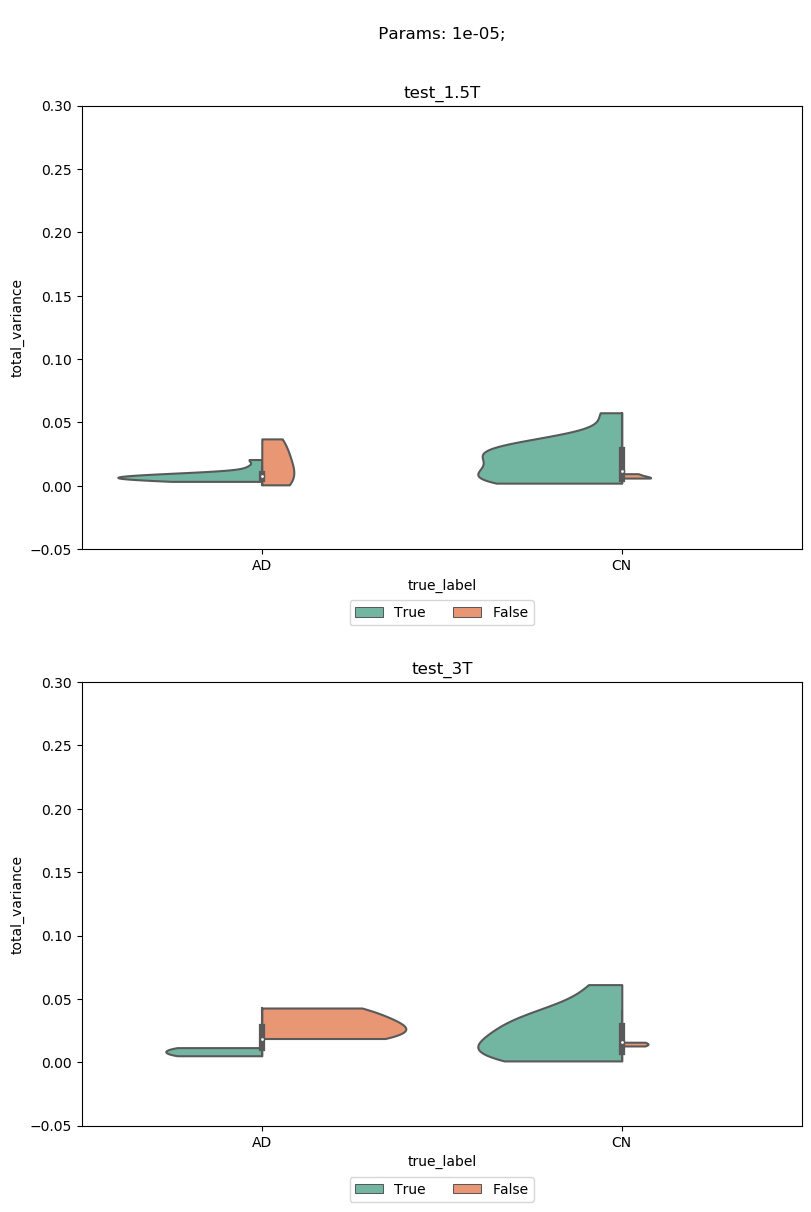 Params: 1e-05;
test_1.5T
0.30
0.25
0.20
0.15
0.10
0.05
0.00
−0.05
total_variance
AD CN
true_label
True False
test_3T
0.30
0.25
0.20
0.15
0.10
0.05
0.00
−0.05
total_variance
AD CN
true_label
True False